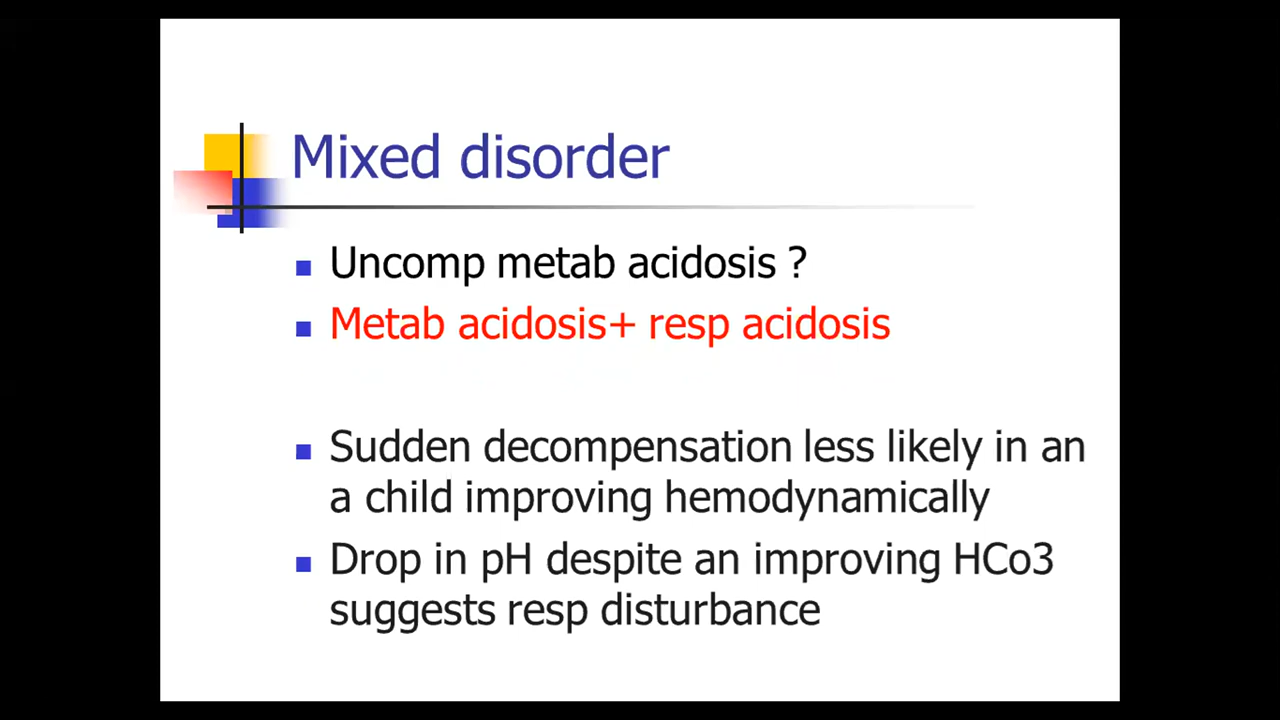 Mixed disorder
Uncomp metab acidosis ?
Metab acidosis+ resp acidosis
Sudden decompensation less likely in an
a child improving hemodynamically
Drop in pH despite an improving HCo3
suggests resp disturbance